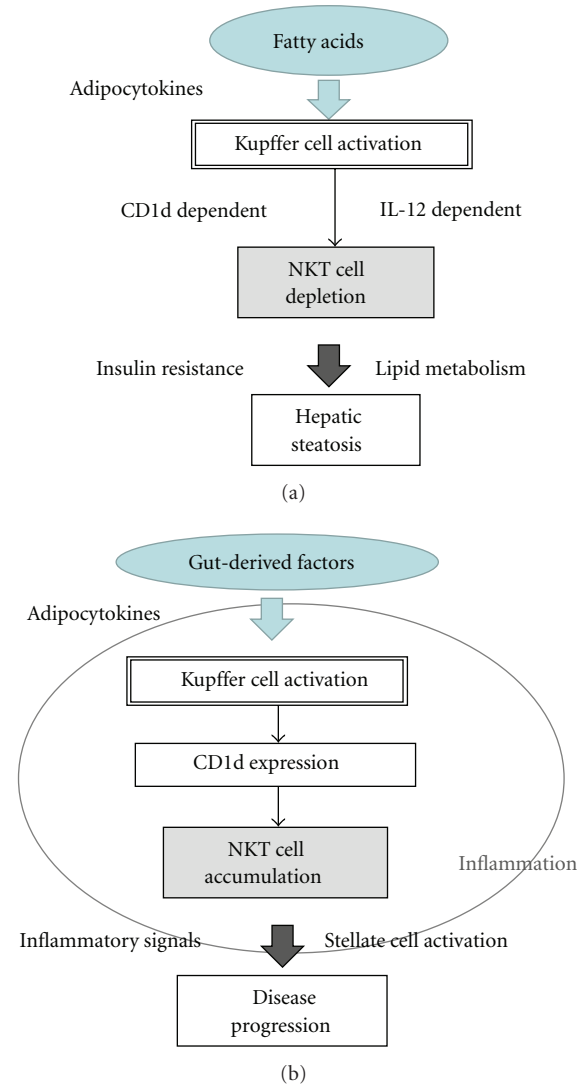 Fatty acids
Adipocytokines
Kupffer cell activation
CD1d dependent
IL-12 dependent
NKT cell
depletion
Insulin resistance
Lipid metabolism
Hepatic
steatosis
(a)
Gut-derived factors
Adipocytokines
Kupffer cell activation
CD1d expression
NKT cell
accumulation
Inflammation
Inflammatory signals
Stellate cell activation
Disease
progression
(b)